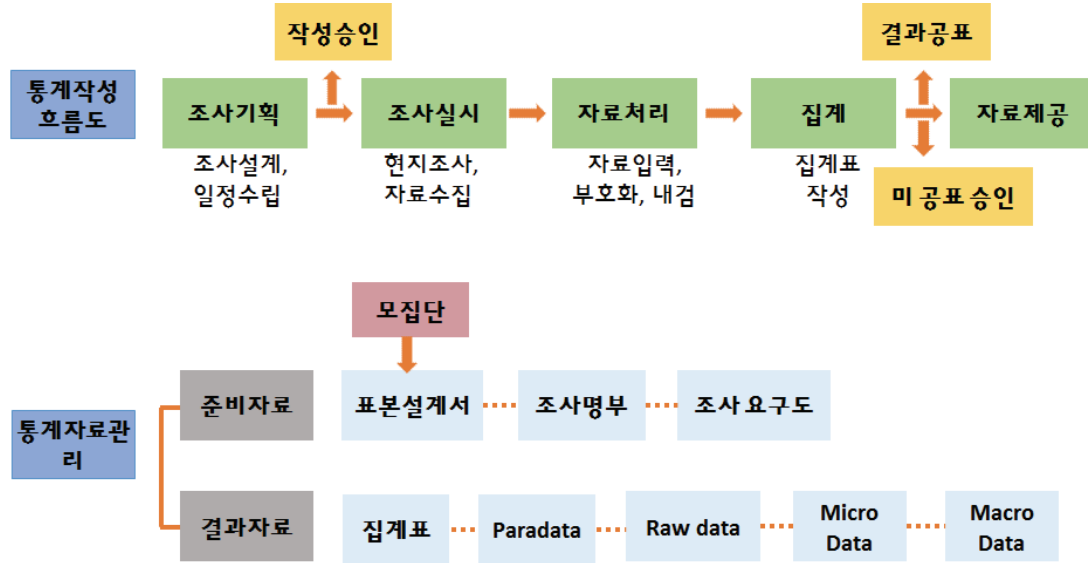 작성승인
결과공표
통계작성
흐름도
조사기획
조사실시
자료처리
집계
자료제공
조사설계,
일정수립
현지조사,
자료수집
자료입력,
부호화, 내검
집계표
작성
미 공표 승인
모집단
통계자료관
리
준비자료
표본설계서
조사명부
조사 요구도
결과자료
집계표
Paradata
Raw data
Micro
Data
Macro
Data